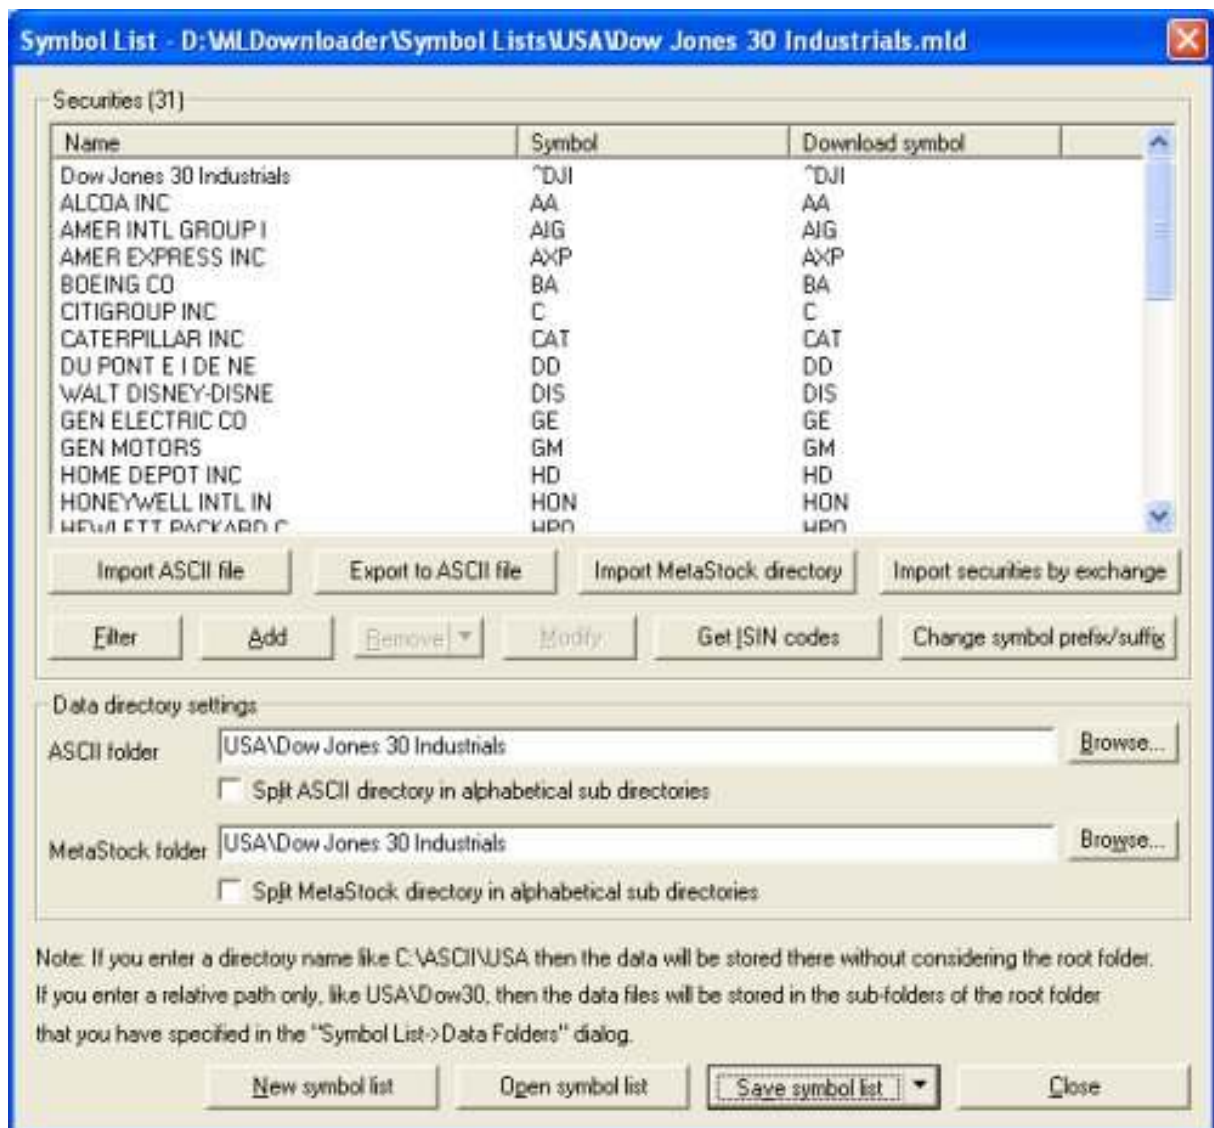 Symbol List - D:\MLDownloader\Symbol Lists\USA\Dow Jones 30 Industrials.mld
Securities (31)
Name Symbol Download symbol
Dow Jones 30 Industrials ^DJI ^DJI
ALCOA INC AA AA
AMER INTL GROUP I AIG AIG
AMER EXPRESS INC AXP AXP
BOEING CO BA BA
CITIGROUP INC C C
CATERPILLAR INC CAT CAT
DU PONT E I DE NE DD DD
WALT DISNEY-DISNE DIS DIS
GEN ELECTRIC CO GE GE
GEN MOTORS GM GM
HOME DEPOT INC HD HD
HONEYWELL INTL IN HON HON
HEWLETT PACKARD C HPQ HPQ
Import ASCII file Export to ASCII file Import MetaStock directory Import securities by exchange
Filter Add Remove Modify Get ISIN codes Change symbol prefix/suffix
Data directory settings
ASCII folder USA\Dow Jones 30 Industrials Browse...
Split ASCII directory in alphabetical sub directories
MetaStock folder USA\Dow Jones 30 Industrials Browse...
Split MetaStock directory in alphabetical sub directories
Note: If you enter a directory name like C:\ASCII\USA then the data will be stored there without considering the root folder.
If you enter a relative path only, like USA\Dow30, then the data files will be stored in the sub-folders of the root folder
that you have specified in the "Symbol List->Data Folders" dialog.
New symbol list Open symbol list Save symbol list Close